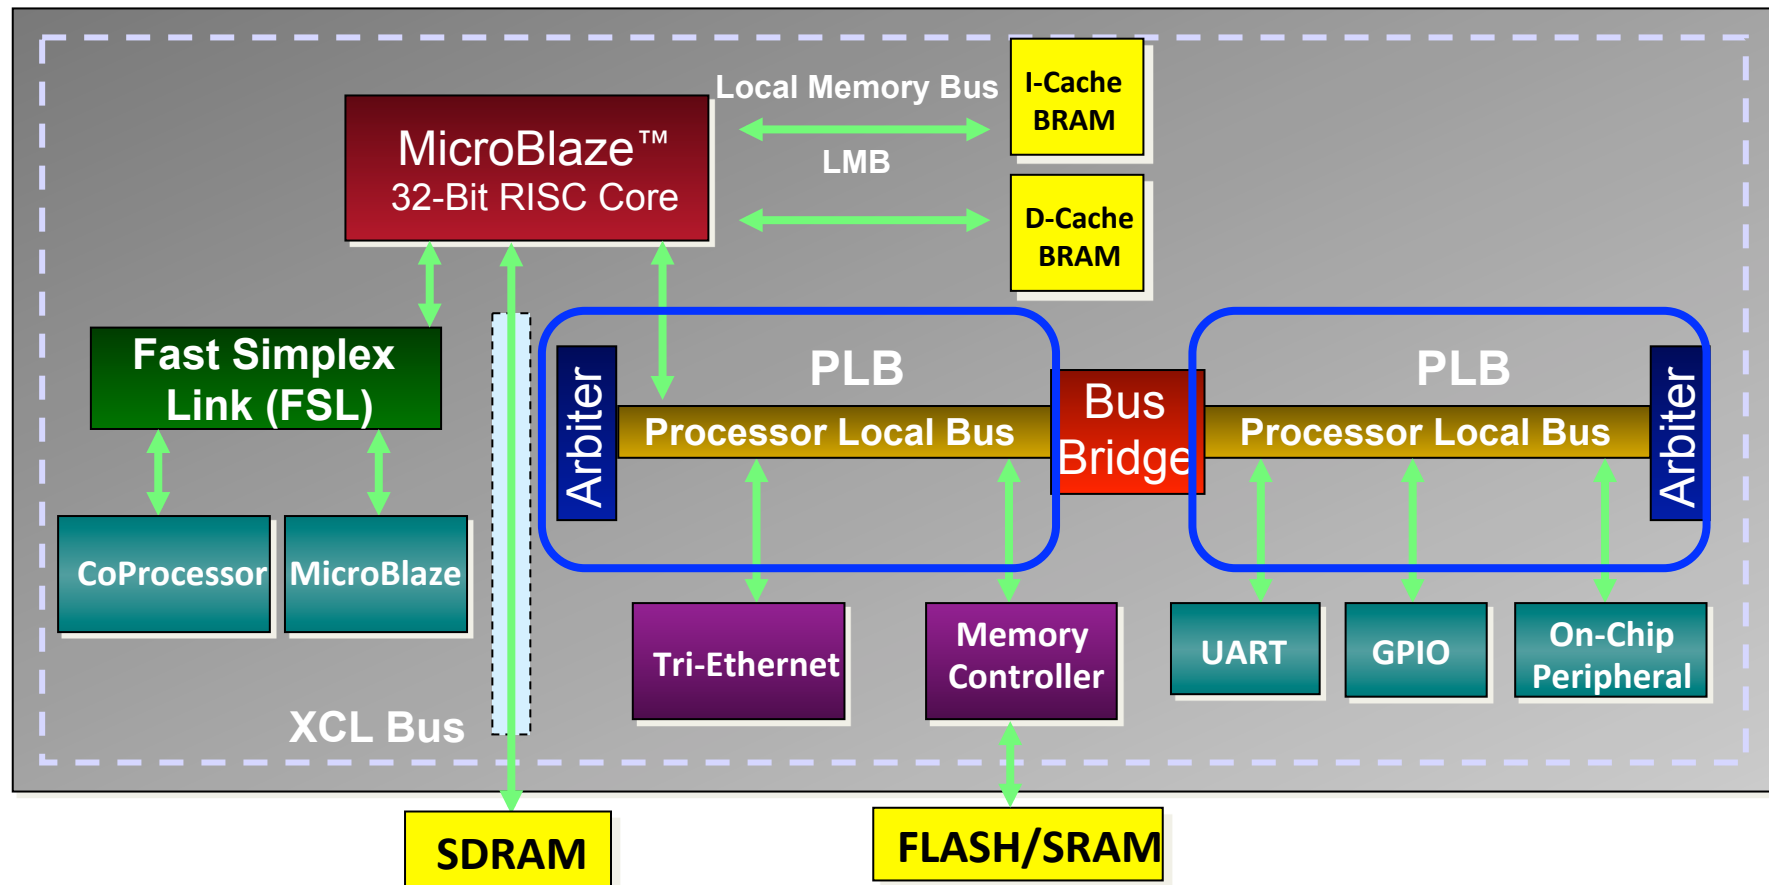 Local Memory Bus
I-Cache
BRAM
MicroBlaze™
32-Bit RISC Core
LMB
D-Cache
BRAM
Fast Simplex
Link (FSL)
Arbiter
PLB
Processor Local Bus
Bus
Bridge
PLB
Processor Local Bus
Arbiter
CoProcessor
MicroBlaze
Tri-Ethernet
Memory
Controller
UART
GPIO
On-Chip
Peripheral
XCL Bus
SDRAM
FLASH/SRAM